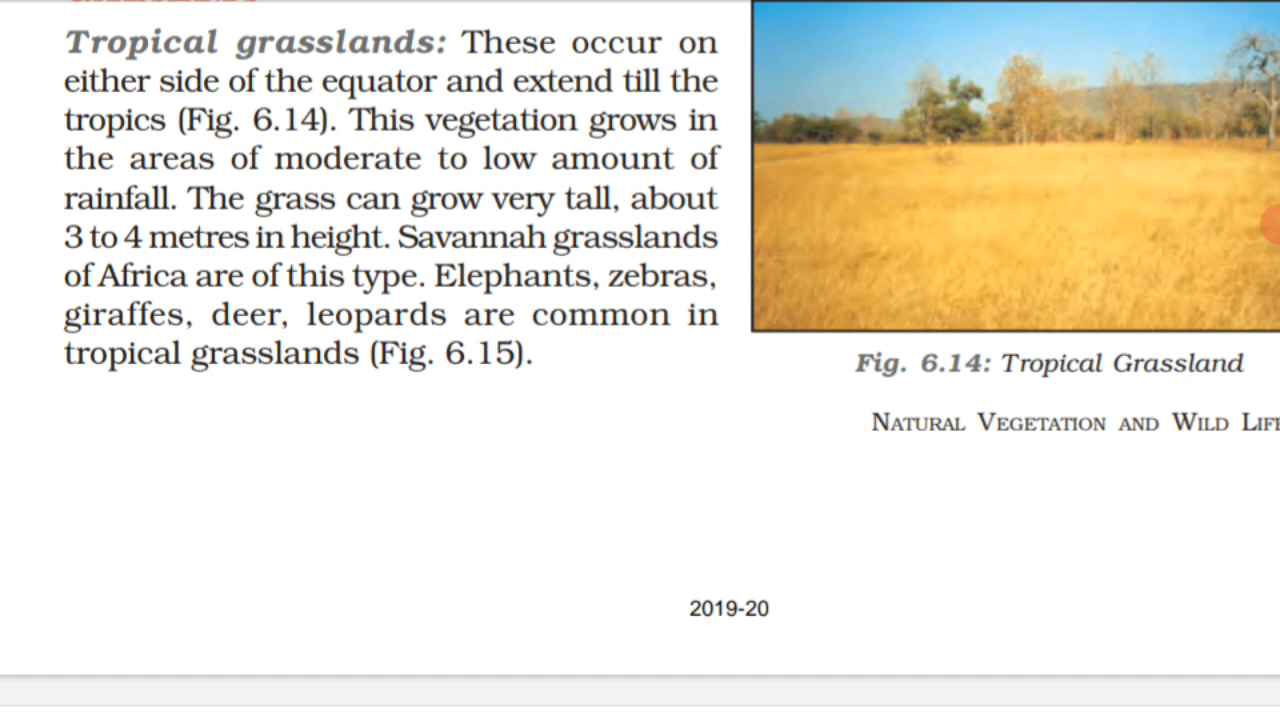 Tropical grasslands: These occur on
either side of the equator and extend till the
tropics (Fig. 6.14). This vegetation grows in
the areas of moderate to low amount of
rainfall. The grass can grow very tall, about
3 to 4 metres in height. Savannah grasslands
of Africa are of this type. Elephants, zebras,
giraffes, deer, leopards are common in
tropical grasslands (Fig. 6.15).
Fig. 6.14: Tropical Grassland
NATURAL VEGETATION AND WILD LIFE
2019-20